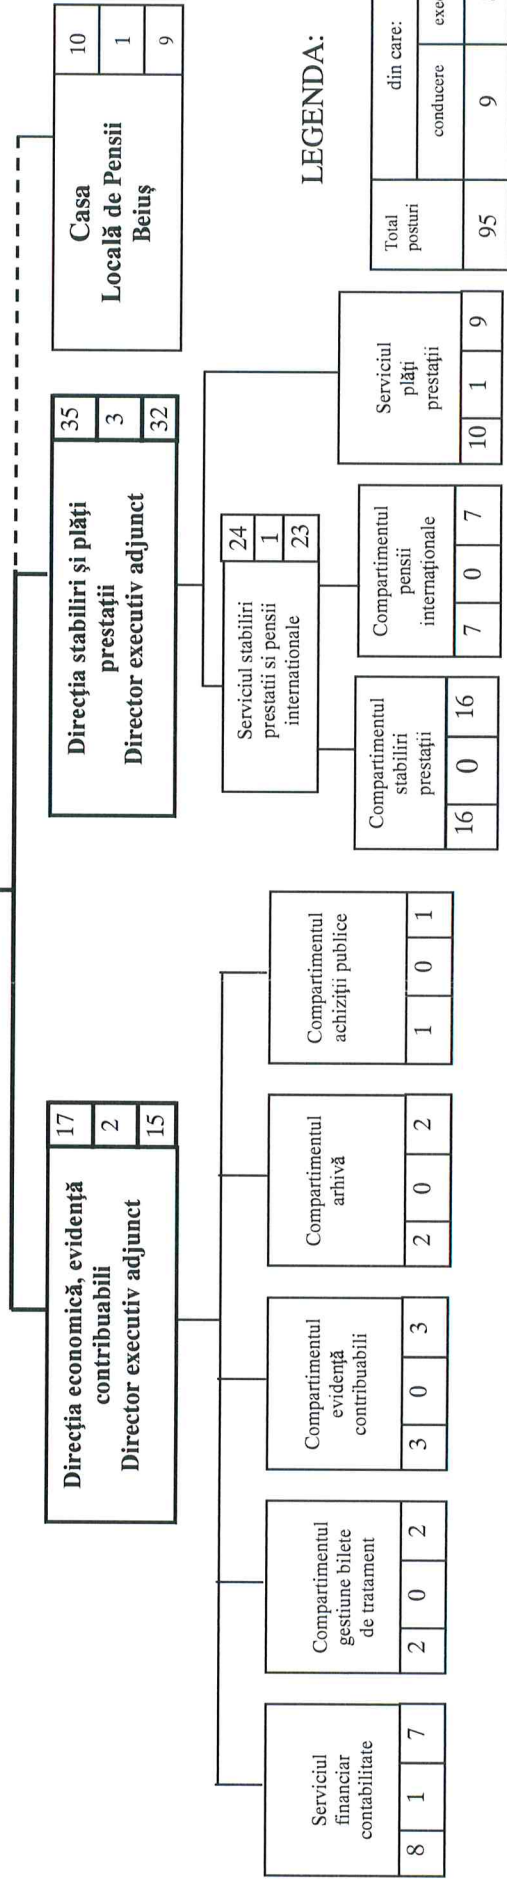 Direcția economică, evidență
contribuabili
Director executiv adjunct
17
2
15
Direcția stabiliri și plăți
prestații
Director executiv adjunct
35
3
32
Casa
Locală de Pensii
Beiuș
10
1
9
Serviciul
financiar
contabilitate
8 1 7
Compartimentul
gestiune bilete
de tratament
2 0 2
Compartimentul
evidență
contribuabili
3 0 3
Compartimentul
arhivă
2 0 2
Compartimentul
achiziții publice
1 0 1
Serviciul stabiliri
prestatii si pensii
internationale
24
1
23
Compartimentul
stabiliri
prestații
16 0 16
Compartimentul
pensii
internaționale
7 0 7
Serviciul
plăți
prestații
10 1 9
LEGENDA:
Total
posturi
din care:
conducere
95 9